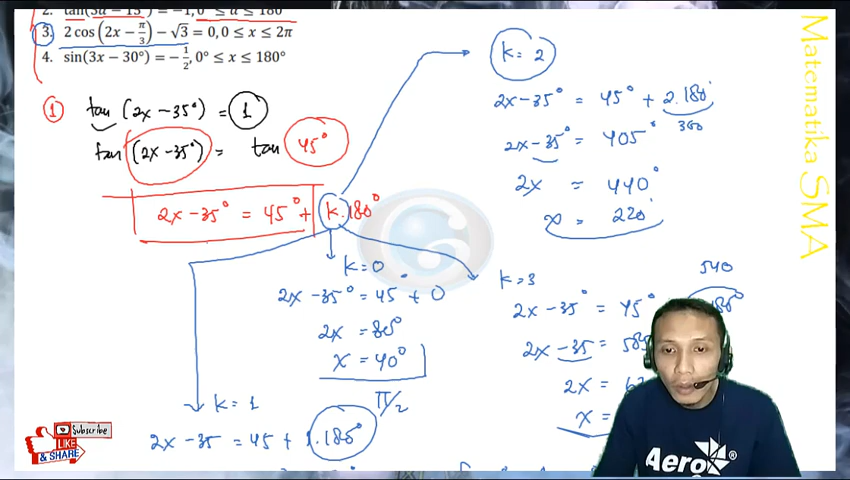 2. tan(3a − 15°) = −1, 0° ≤ a ≤ 180°
3. 2 cos(2x − π/3) − √3 = 0, 0 ≤ x ≤ 2π
4. sin(3x − 30°) = −1/2, 0° ≤ x ≤ 180°
① tan (2x − 35°) = 1
tan (2x − 35°) = tan 45°
2x − 35° = 45° + k.180°
k = 0
2x − 35° = 45° + 0
2x = 80°
x = 40°
π/2
k = 1
2x − 35 = 45 + 1.180°
k = 2
2x − 35° = 45° + 2.180°
360
2x − 35° = 405°
2x = 440°
x = 220°
k = 3
540
2x − 35° = 45°
2x − 35 = 585
2x = 62
x =
Matematika SMA
Subscribe
LIKE
& SHARE
Aero